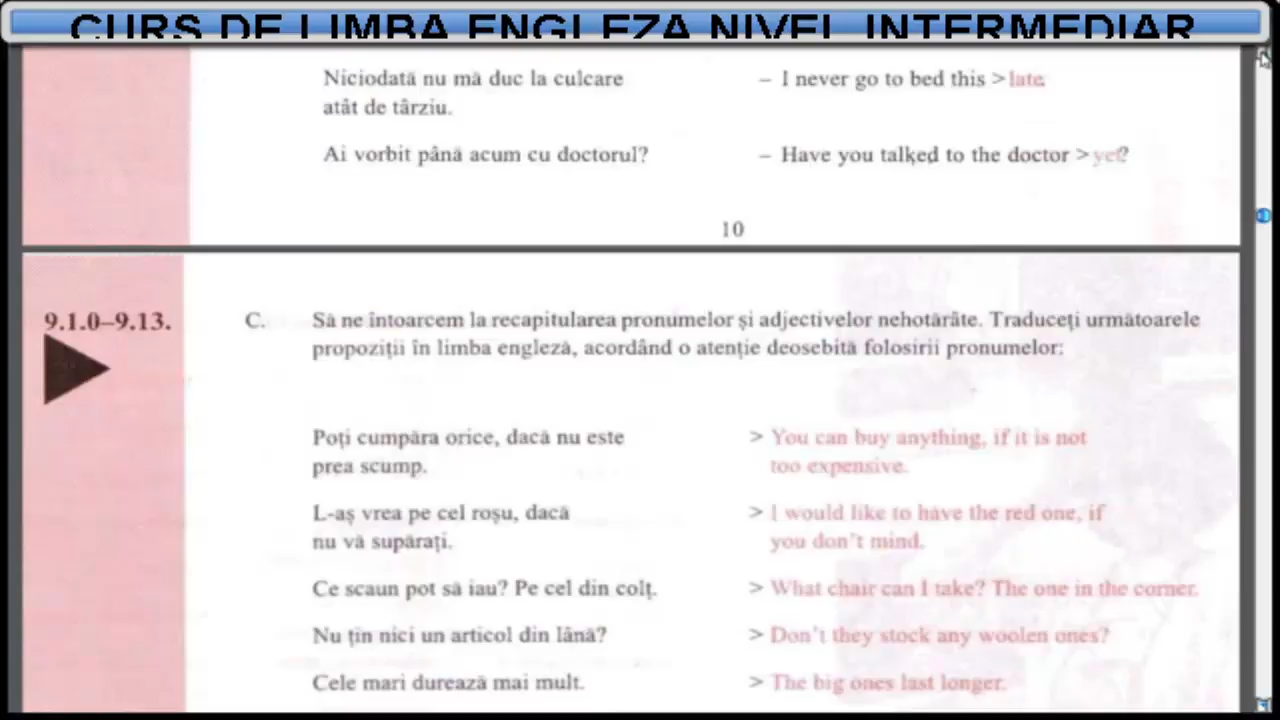 CURS DE LIMBA ENGLEZA NIVEL INTERMEDIAR
Niciodată nu mă duc la culcare – I never go to bed this > late.
atât de târziu.
Ai vorbit până acum cu doctorul? – Have you talked to the doctor > yet?
10
9.1.0–9.13. C. Să ne întoarcem la recapitularea pronumelor și adjectivelor nehotărâte. Traduceți următoarele
propoziții în limba engleză, acordând o atenție deosebită folosirii pronumelor:
Poți cumpăra orice, dacă nu este > You can buy anything, if it is not
prea scump. too expensive.
L-aș vrea pe cel roșu, dacă > I would like to have the red one, if
nu vă supărați. you don't mind.
Ce scaun pot să iau? Pe cel din colț. > What chair can I take? The one in the corner.
Nu țin nici un articol din lână? > Don't they stock any woolen ones?
Cele mari durează mai mult. > The big ones last longer.